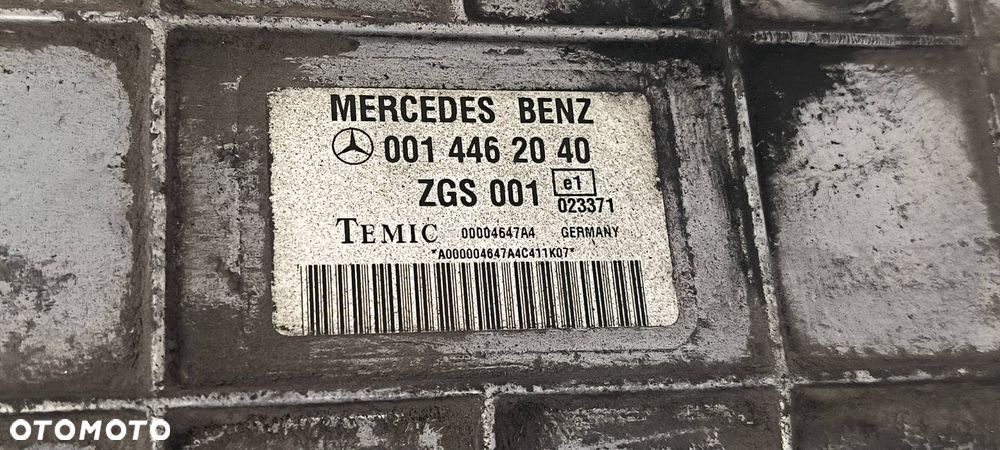 MERCEDES BENZ
001 446 20 40
ZGS 001 e1
023371
TEMIC 00004647A4 GERMANY
*A000004647A4C411K07*
OTOMOTO